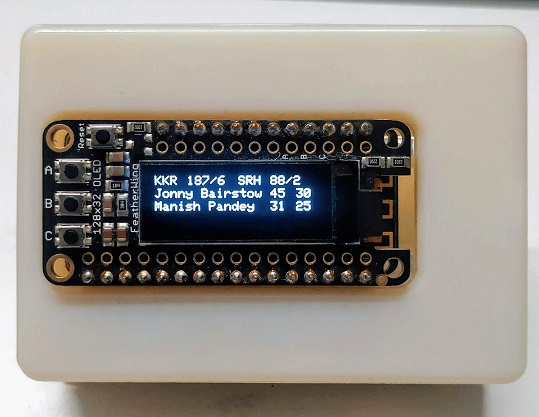 Reset
A
B
C
128x32 OLED
FeatherWing
A B C
KKR 187/6 SRH 88/2
Jonny Bairstow 45 30
Manish Pandey 31 25